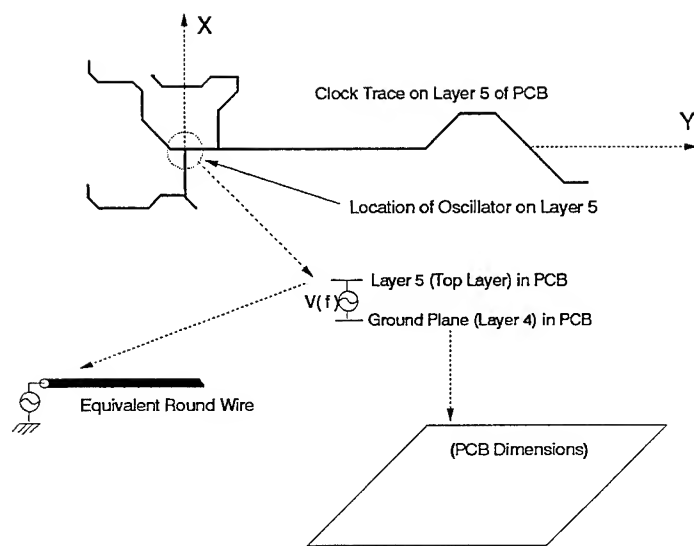 X
Clock Trace on Layer 5 of PCB
Y
Location of Oscillator on Layer 5
Layer 5 (Top Layer) in PCB
V(f)
Ground Plane (Layer 4) in PCB
Equivalent Round Wire
(PCB Dimensions)